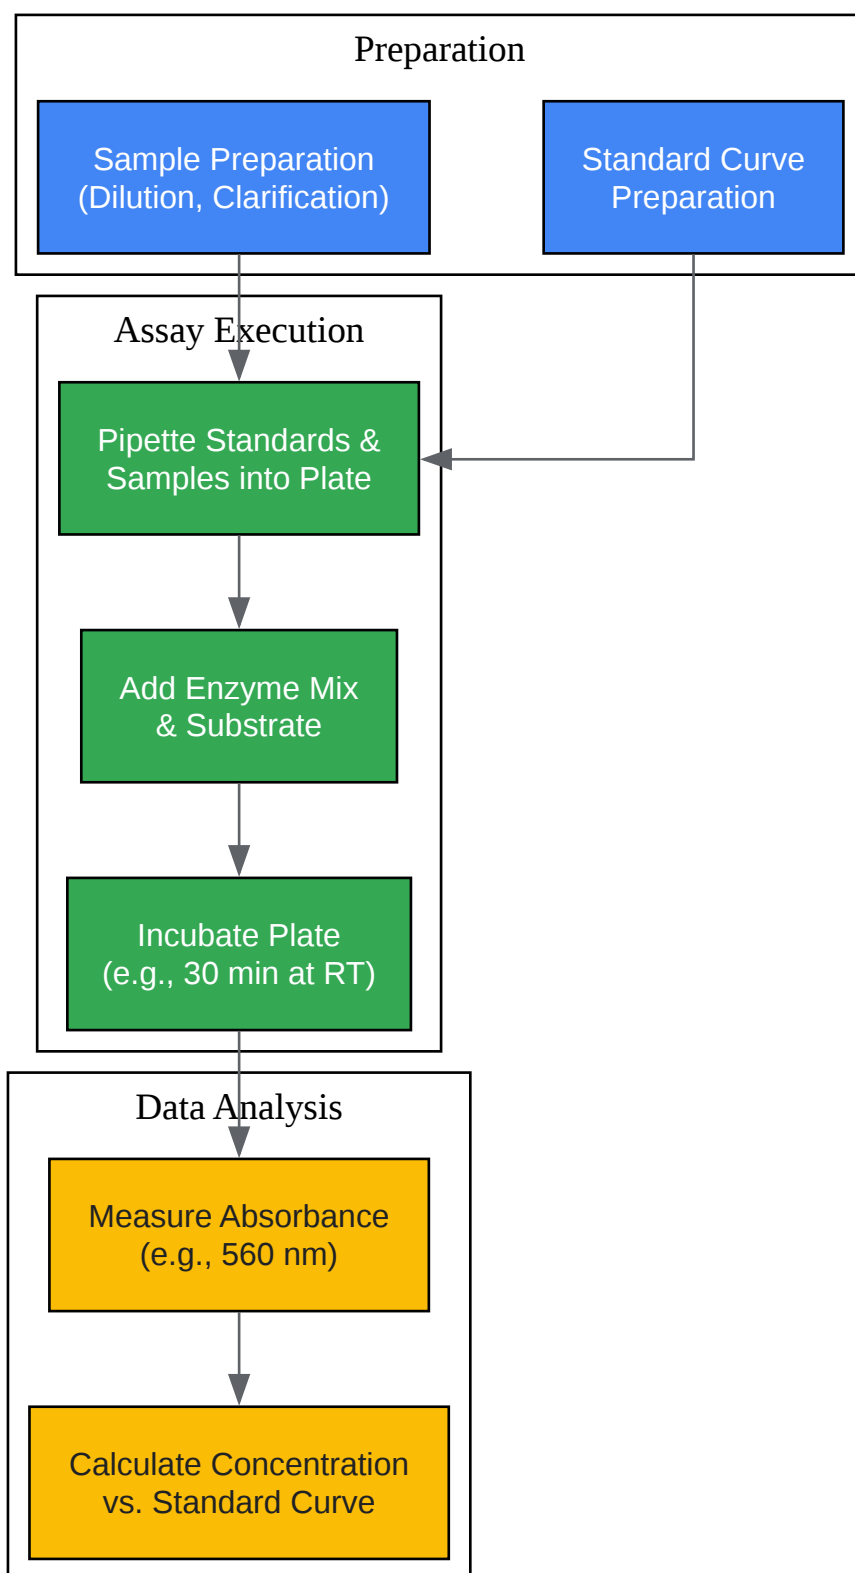 Preparation
Sample Preparation
(Dilution, Clarification)
Standard Curve
Preparation
Assay Execution
Pipette Standards &
Samples into Plate
Add Enzyme Mix
& Substrate
Incubate Plate
(e.g., 30 min at RT)
Data Analysis
Measure Absorbance
(e.g., 560 nm)
Calculate Concentration
vs. Standard Curve